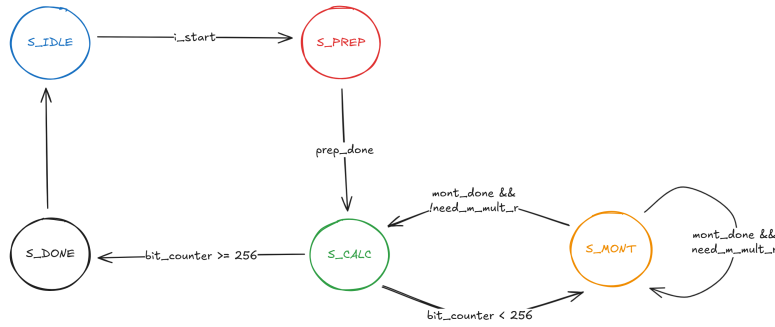 S_IDLE
i_start
S_PREP
prep_done
mont_done &&
!need_m_mult_r
mont_done &&
need_m_mult_r
S_DONE
bit_counter >= 256
S_CALC
S_MONT
bit_counter < 256